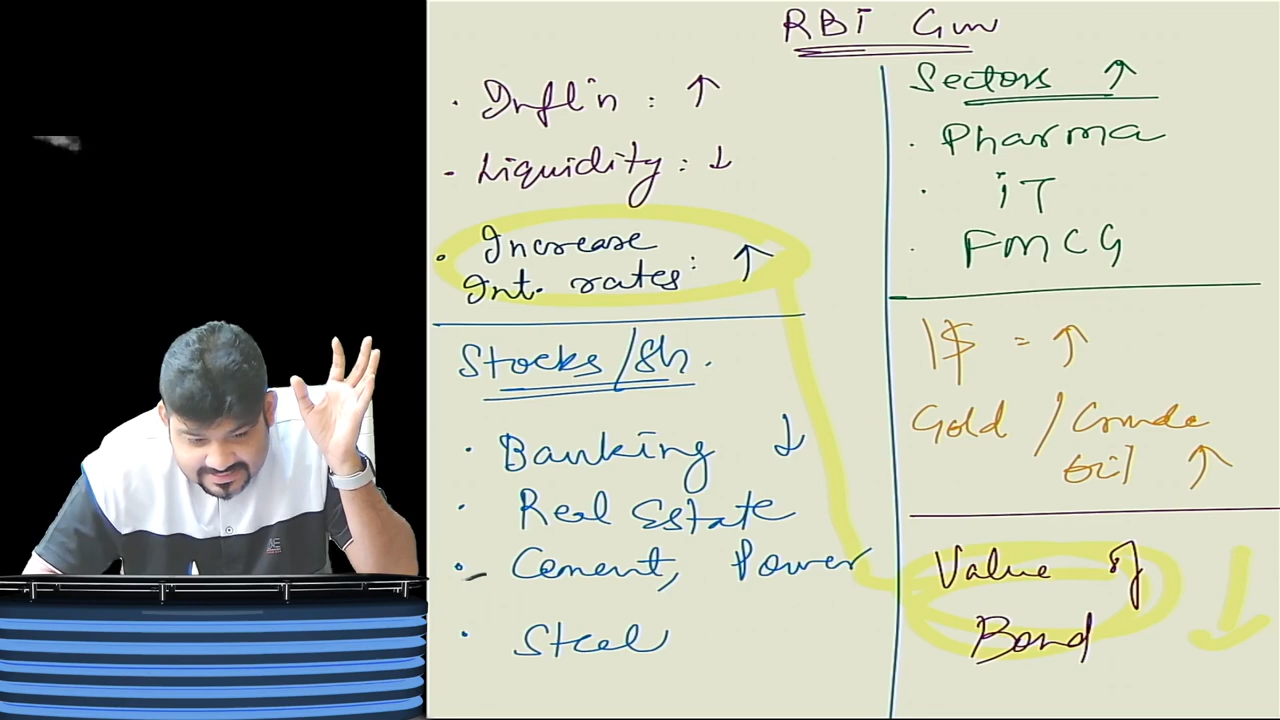 RBI Gm
· Infl'n : ↑
- Liquidity : ↓
· Increase
Int. rates : ↑
Stocks/Sh.
· Banking ↓
· Real Estate
· Cement, Power
· Steel
Sectors ↑
· Pharma
· iT
· FMCG
1$ = ↑
Gold / Crude
Oil ↑
Value of
Bond ↓